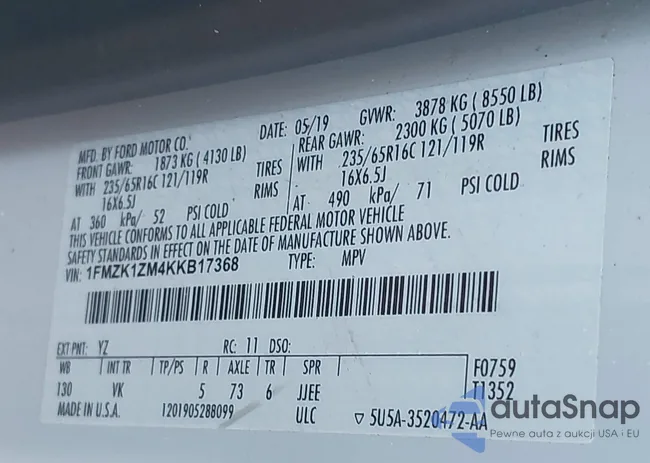 MFD. BY FORD MOTOR CO.
DATE: 05/19
GVWR: 3878 KG ( 8550 LB)
FRONT GAWR: 1873 KG ( 4130 LB)
REAR GAWR: 2300 KG ( 5070 LB)
WITH 235/65R16C 121/119R TIRES
WITH 235/65R16C 121/119R TIRES
16X6.5J RIMS
16X6.5J RIMS
AT 360 kPa/ 52 PSI COLD
AT 490 kPa/ 71 PSI COLD
THIS VEHICLE CONFORMS TO ALL APPLICABLE FEDERAL MOTOR VEHICLE
SAFETY STANDARDS IN EFFECT ON THE DATE OF MANUFACTURE SHOWN ABOVE.
VIN: 1FMZK1ZM4KKB17368
TYPE: MPV
EXT PNT: YZ RC: 11 DSO:
WB INT TR TP/PS R AXLE TR SPR F0759
130 VK 5 73 6 JJEE T1352
MADE IN U.S.A. 1201905288099 ULC ▽ 5U5A-3520472-AA
autaSnap
Pewne auta z aukcji USA i EU